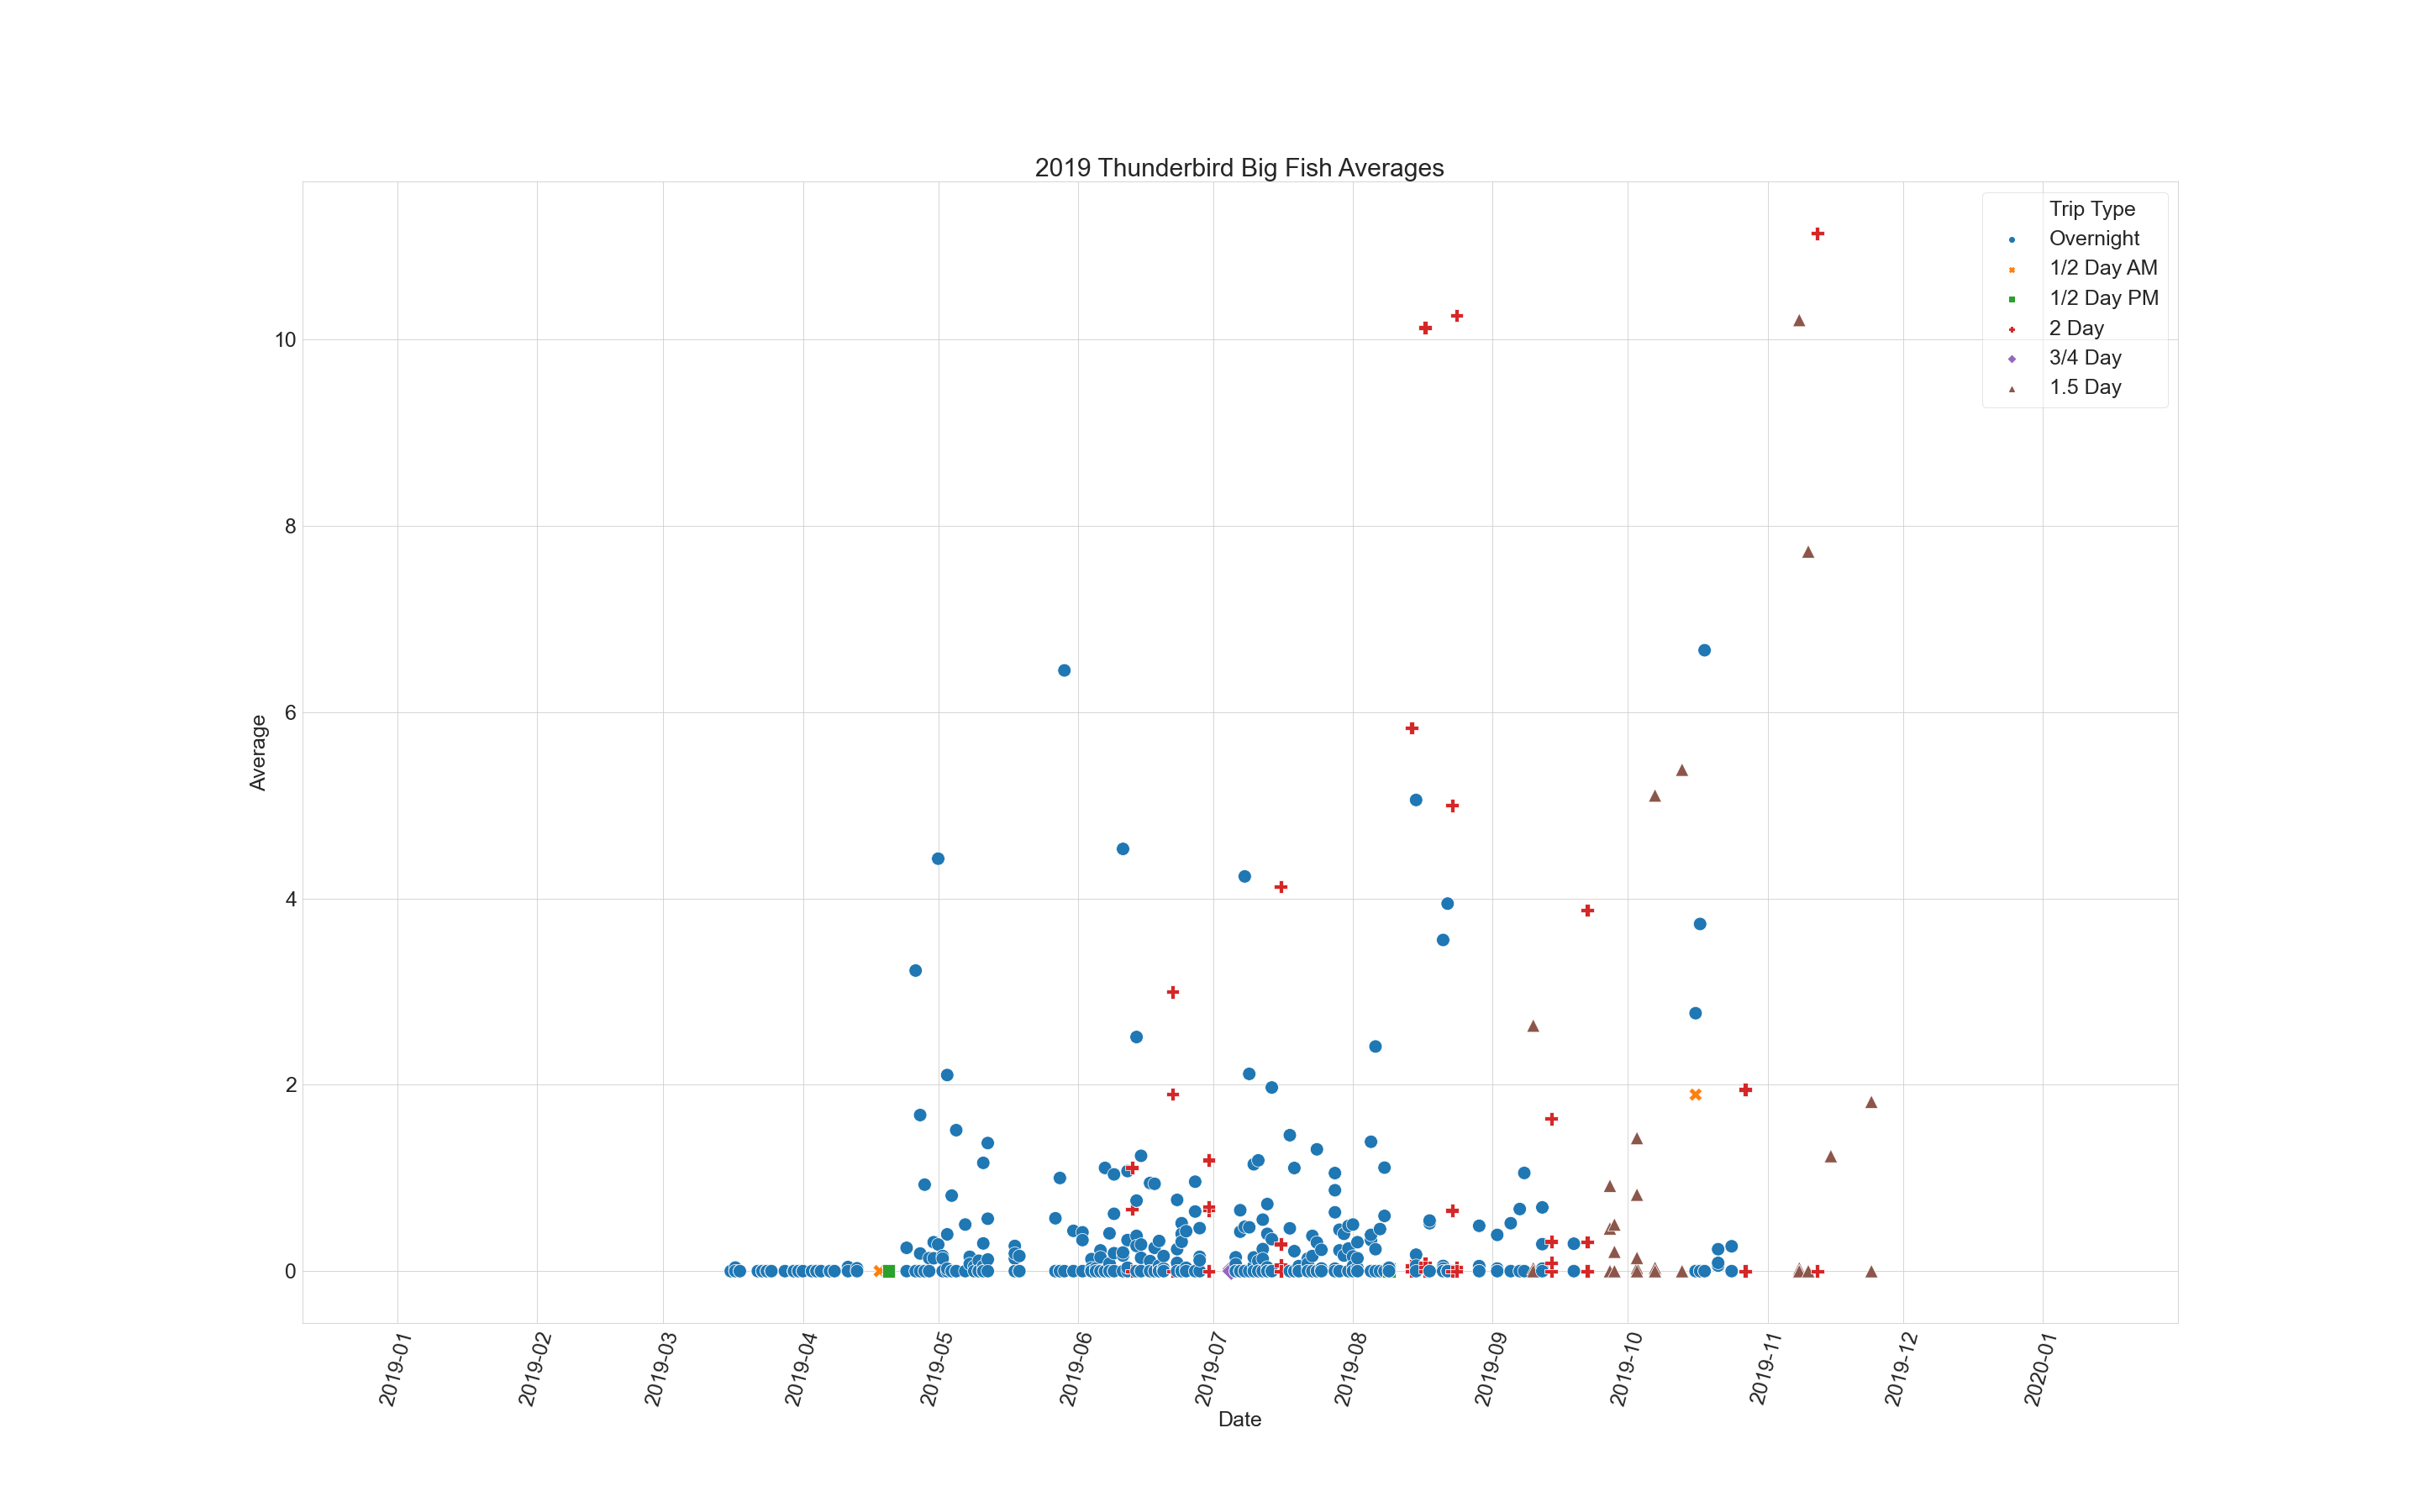 2019 Thunderbird Big Fish Averages
Trip Type
Overnight
1/2 Day AM
1/2 Day PM
2 Day
3/4 Day
1.5 Day
10
8
6
4
2
0
Average
2019-01
2019-02
2019-03
2019-04
2019-05
2019-06
2019-07
2019-08
2019-09
2019-10
2019-11
2019-12
2020-01
Date